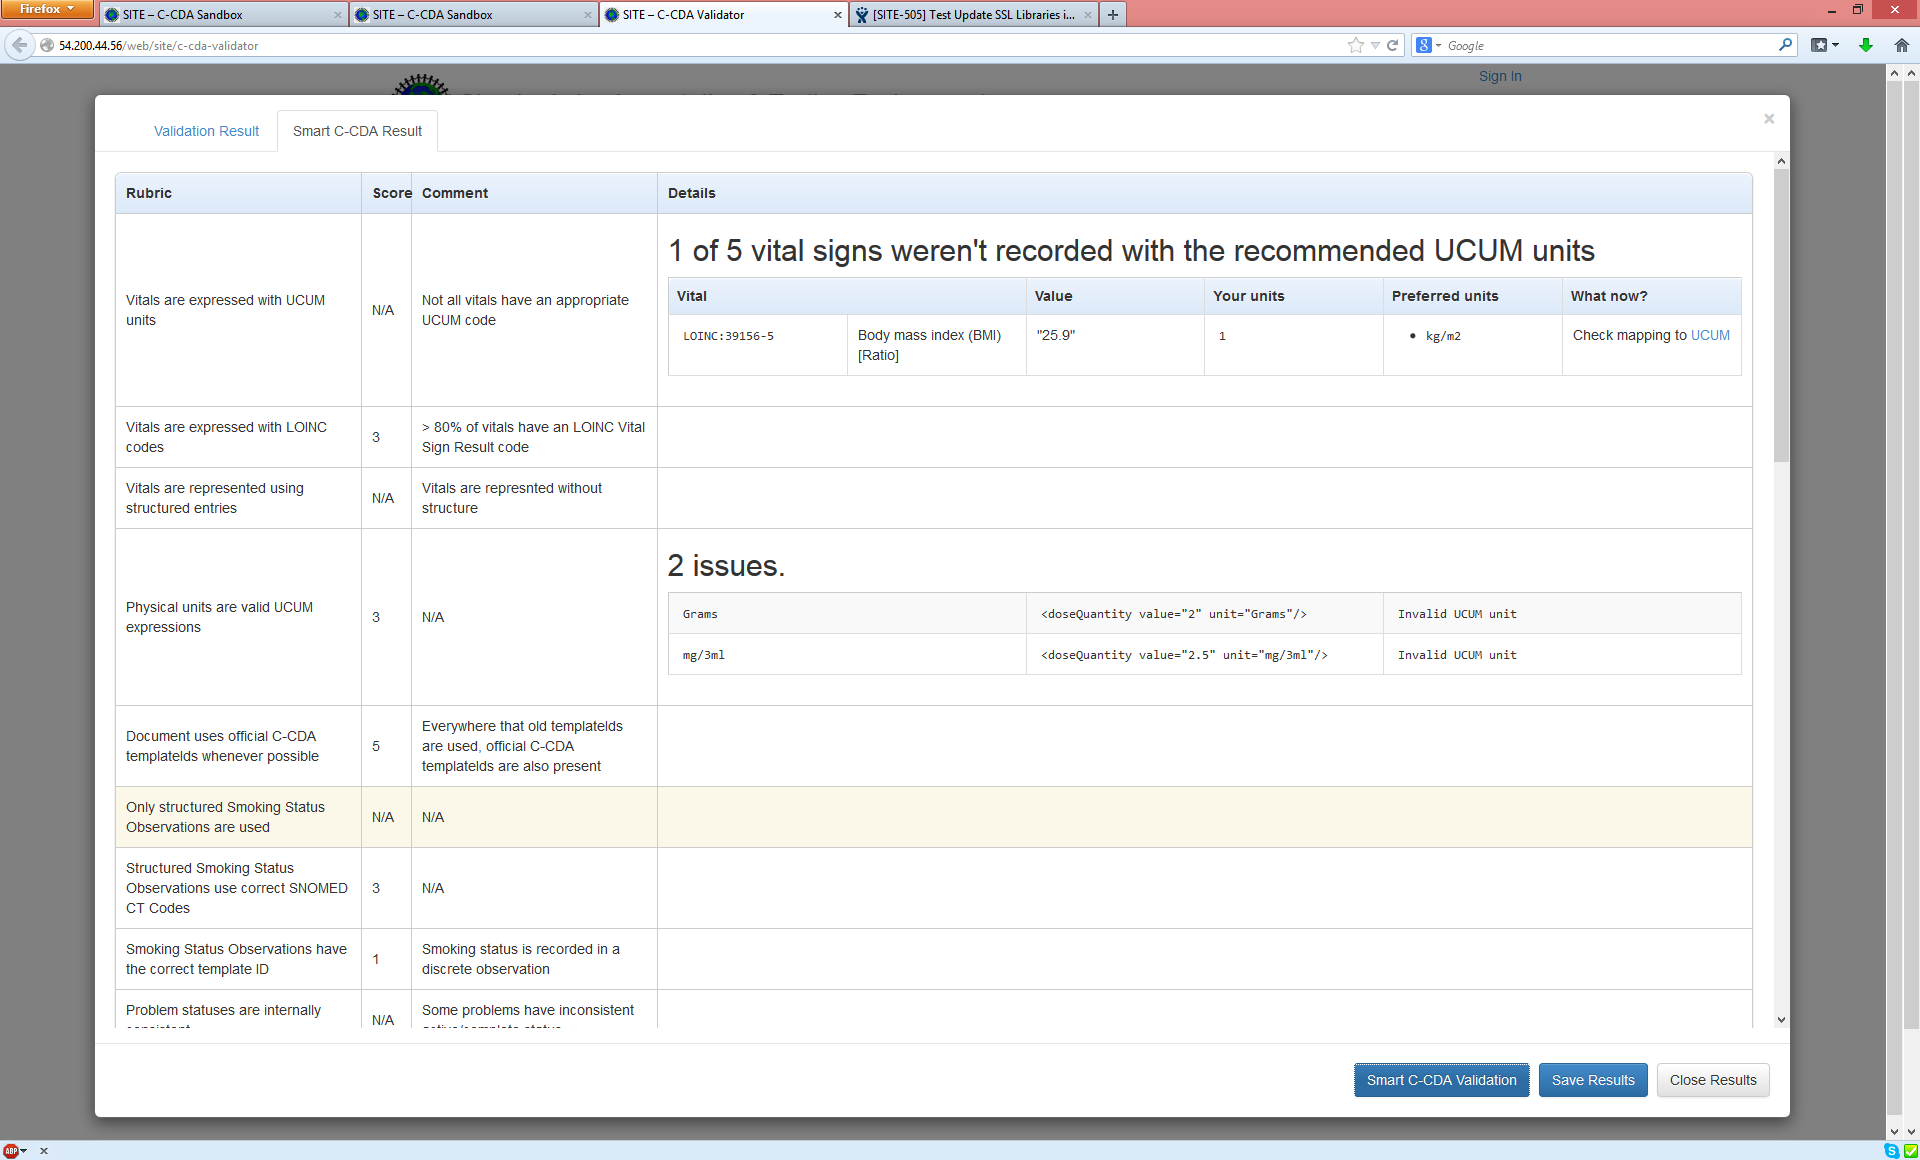 Firefox
SITE – C-CDA Sandbox
SITE – C-CDA Sandbox
SITE – C-CDA Validator
[SITE-505] Test Update SSL Libraries i...
54.200.44.56/web/site/c-cda-validator
Google
Sign In
Validation Result
Smart C-CDA Result
×
Rubric Score Comment Details
Vitals are expressed with UCUM
units
N/A
Not all vitals have an appropriate
UCUM code
1 of 5 vital signs weren't recorded with the recommended UCUM units
Vital Value Your units Preferred units What now?
LOINC:39156-5
Body mass index (BMI)
[Ratio]
"25.9"
1
• kg/m2
Check mapping to UCUM
Vitals are expressed with LOINC
codes
3
> 80% of vitals have an LOINC Vital
Sign Result code
Vitals are represented using
structured entries
N/A
Vitals are represnted without
structure
Physical units are valid UCUM
expressions
3
N/A
2 issues.
Grams <doseQuantity value="2" unit="Grams"/> Invalid UCUM unit
mg/3ml <doseQuantity value="2.5" unit="mg/3ml"/> Invalid UCUM unit
Document uses official C-CDA
templateIds whenever possible
5
Everywhere that old templateIds
are used, official C-CDA
templateIds are also present
Only structured Smoking Status
Observations are used
N/A
N/A
Structured Smoking Status
Observations use correct SNOMED
CT Codes
3
N/A
Smoking Status Observations have
the correct template ID
1
Smoking status is recorded in a
discrete observation
Problem statuses are internally
N/A
Some problems have inconsistent
Smart C-CDA Validation
Save Results
Close Results
ABP